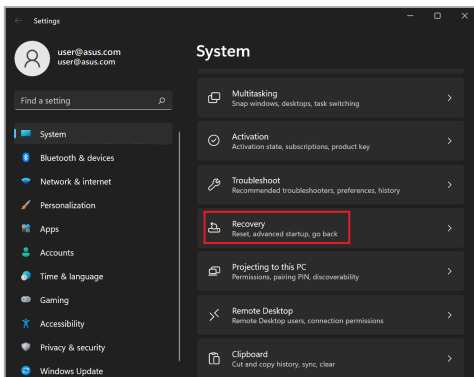 Settings
user@asus.com
user@asus.com
Find a setting
System
Bluetooth & devices
Network & internet
Personalization
Apps
Accounts
Time & language
Gaming
Accessibility
Privacy & security
Windows Update
System
Multitasking
Snap windows, desktops, task switching
Activation
Activation state, subscriptions, product key
Troubleshoot
Recommended troubleshooters, preferences, history
Recovery
Reset, advanced startup, go back
Projecting to this PC
Permissions, pairing PIN, discoverability
Remote Desktop
Remote Desktop users, connection permissions
Clipboard
Cut and copy history, sync, clear